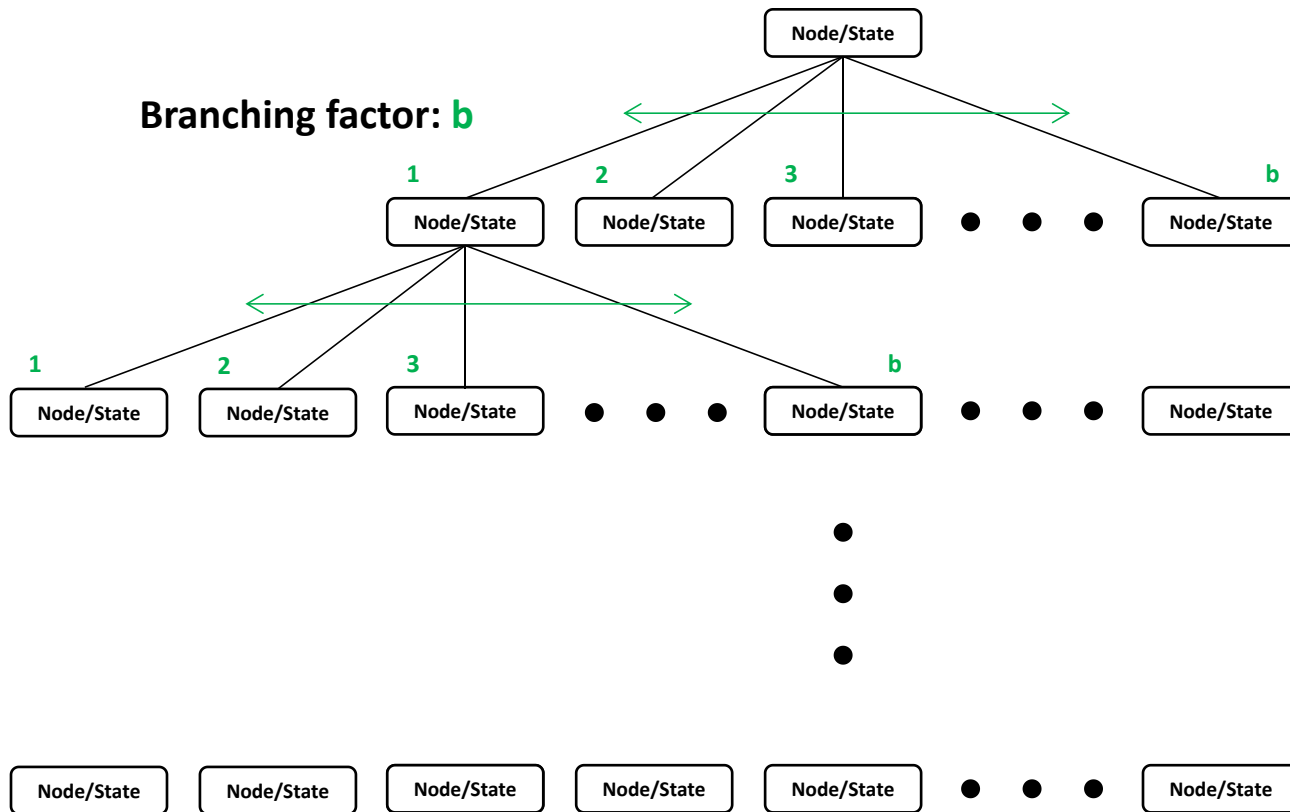 Node/State
Branching factor: b
1 2 3 b
Node/State Node/State Node/State Node/State
1 2 3 b
Node/State Node/State Node/State Node/State Node/State
Node/State Node/State Node/State Node/State Node/State Node/State